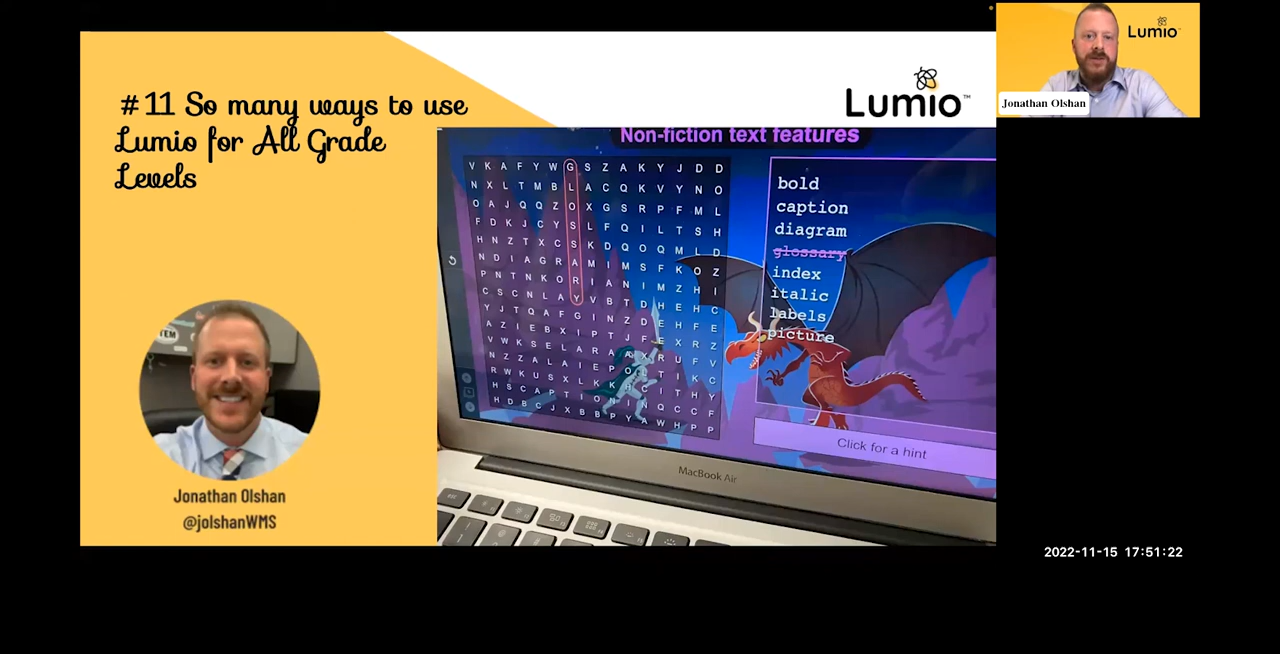 #11 So many ways to use
Lumio for All Grade
Levels
Lumio™
Lumio™
Jonathan Olshan
Non-fiction text features
V K A F Y W G S Z A K Y J D D
N X L T M B L A C Q K V Y N O
O A J Q Q Z O X G S R P F M L
F D K J C Y S L F Q I L T S H
H N Z T X C S K D Q O Q M L D
N D I A G R A M I M S F K O Z
P N T N K O R I A N I M Z H I
C S C N L A Y V B T D H E H C
Y J T Q A F G I N Z D E H F E
A Z I E B X I P T J F E X R Z
V W K S E L A R A A X R U F V
N Z Z A L A I E P O L T I K C
R W K U S X L K K H C I T H Y
H S C A P T I O N I N Q C C F
H D B C J X B B P Y A W H P P
bold
caption
diagram
glossary
index
italic
labels
picture
Click for a hint
MacBook Air
Jonathan Olshan
@jolshanWMS
2022-11-15 17:51:22